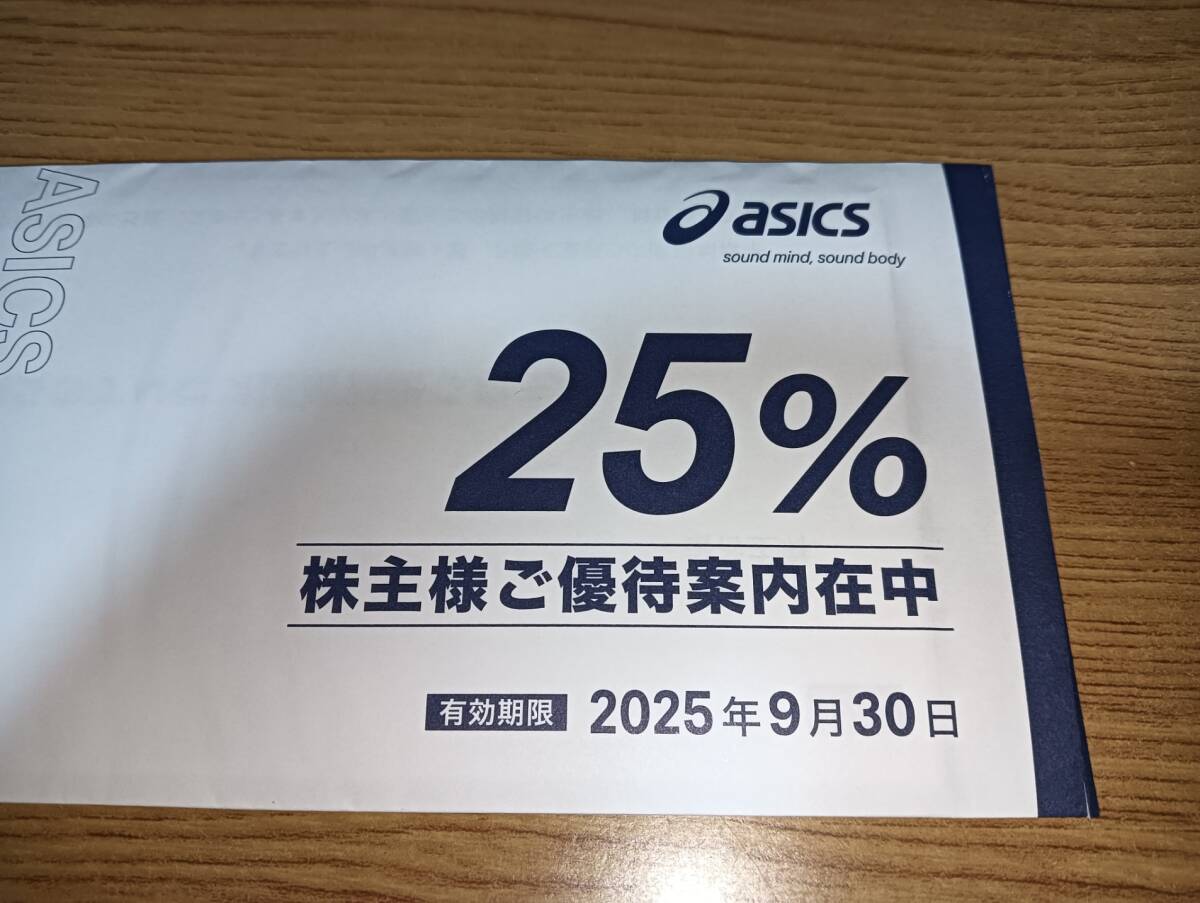 ASICS
asics
sound mind, sound body
25%
株主様ご優待案内在中
有効期限 2025年9月30日